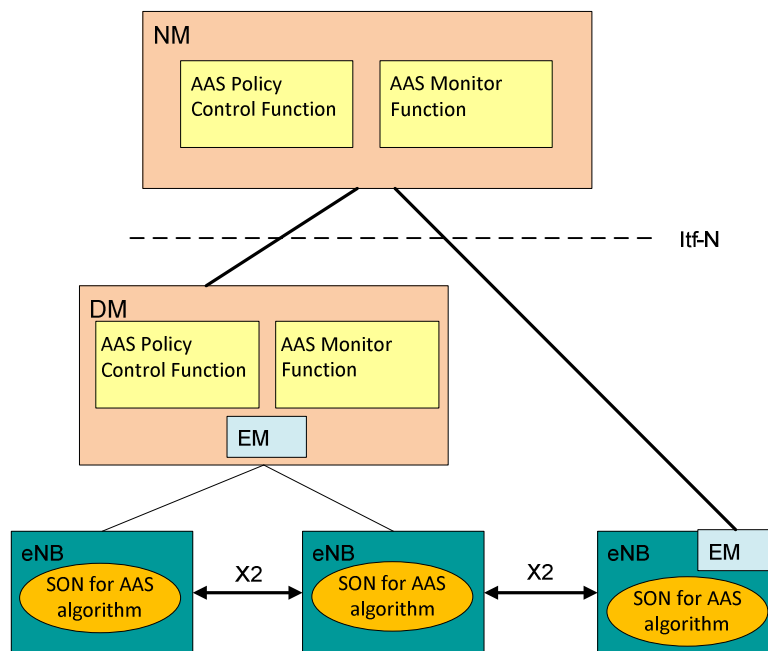 NM
AAS Policy
Control Function
AAS Monitor
Function
Itf-N
DM
AAS Policy
Control Function
AAS Monitor
Function
EM
eNB
SON for AAS
algorithm
X2
eNB
SON for AAS
algorithm
X2
eNB
EM
SON for AAS
algorithm